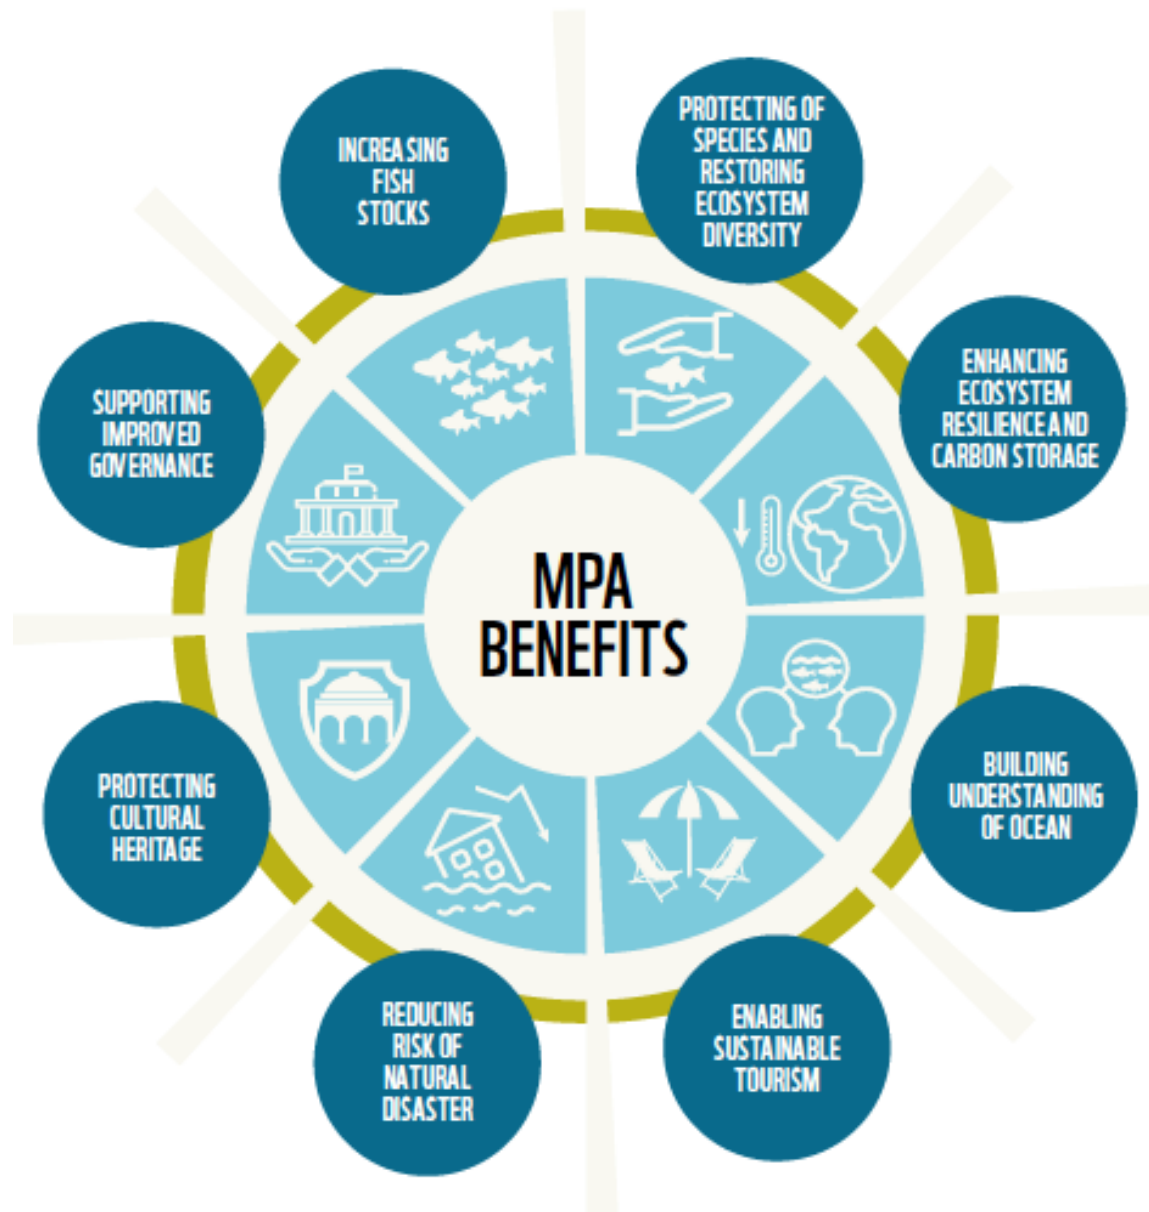 INCREASING
FISH
STOCKS
PROTECTING OF
SPECIES AND
RESTORING
ECOSYSTEM
DIVERSITY
ENHANCING
ECOSYSTEM
RESILIENCE AND
CARBON STORAGE
SUPPORTING
IMPROVED
GOVERNANCE
MPA
BENEFITS
BUILDING
UNDERSTANDING
OF OCEAN
PROTECTING
CULTURAL
HERITAGE
REDUCING
RISK OF
NATURAL
DISASTER
ENABLING
SUSTAINABLE
TOURISM